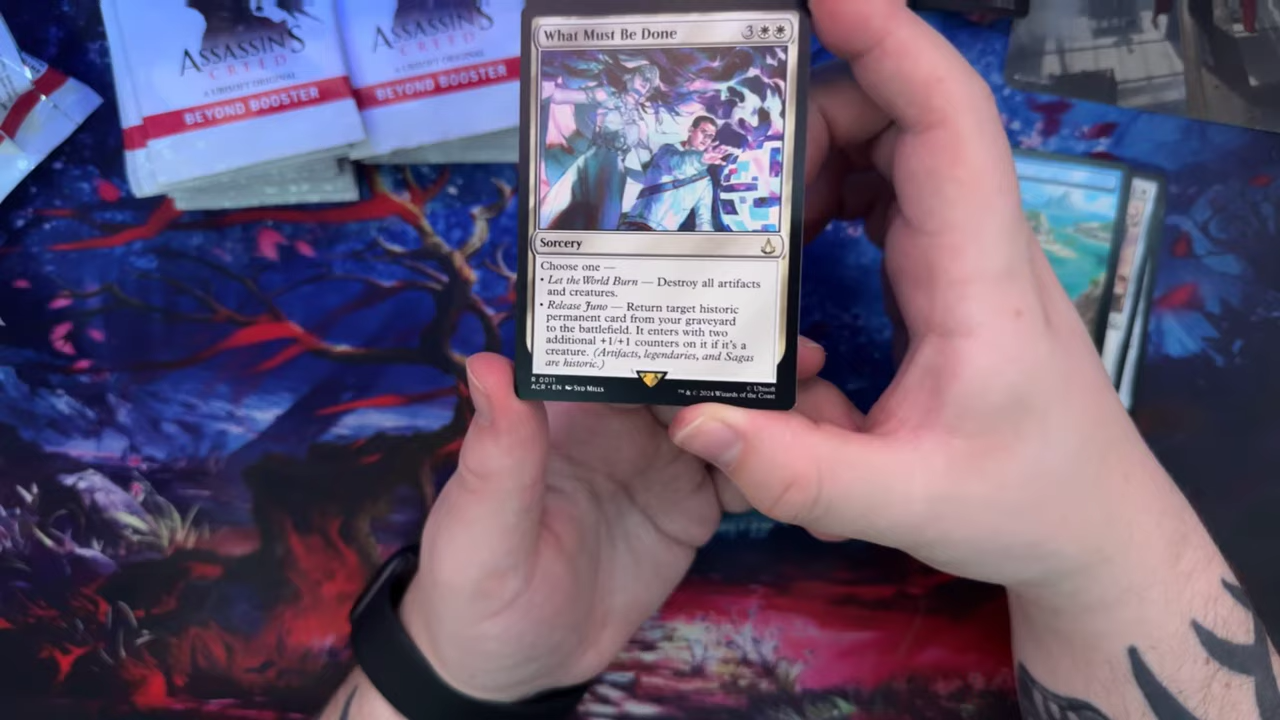 ASSASSIN'S
CREED
A UBISOFT ORIGINAL
BEYOND BOOSTER
ASSASSIN'S
CREED
A UBISOFT ORIGINAL
BEYOND BOOSTER
What Must Be Done 3
Sorcery
Choose one —
• Let the World Burn — Destroy all artifacts
and creatures.
• Release Juno — Return target historic
permanent card from your graveyard
to the battlefield. It enters with two
additional +1/+1 counters on it if it's a
creature. (Artifacts, legendaries, and Sagas
are historic.)
R 0011
ACR • EN Syd Mills
© Ubisoft
™ & © 2024 Wizards of the Coast